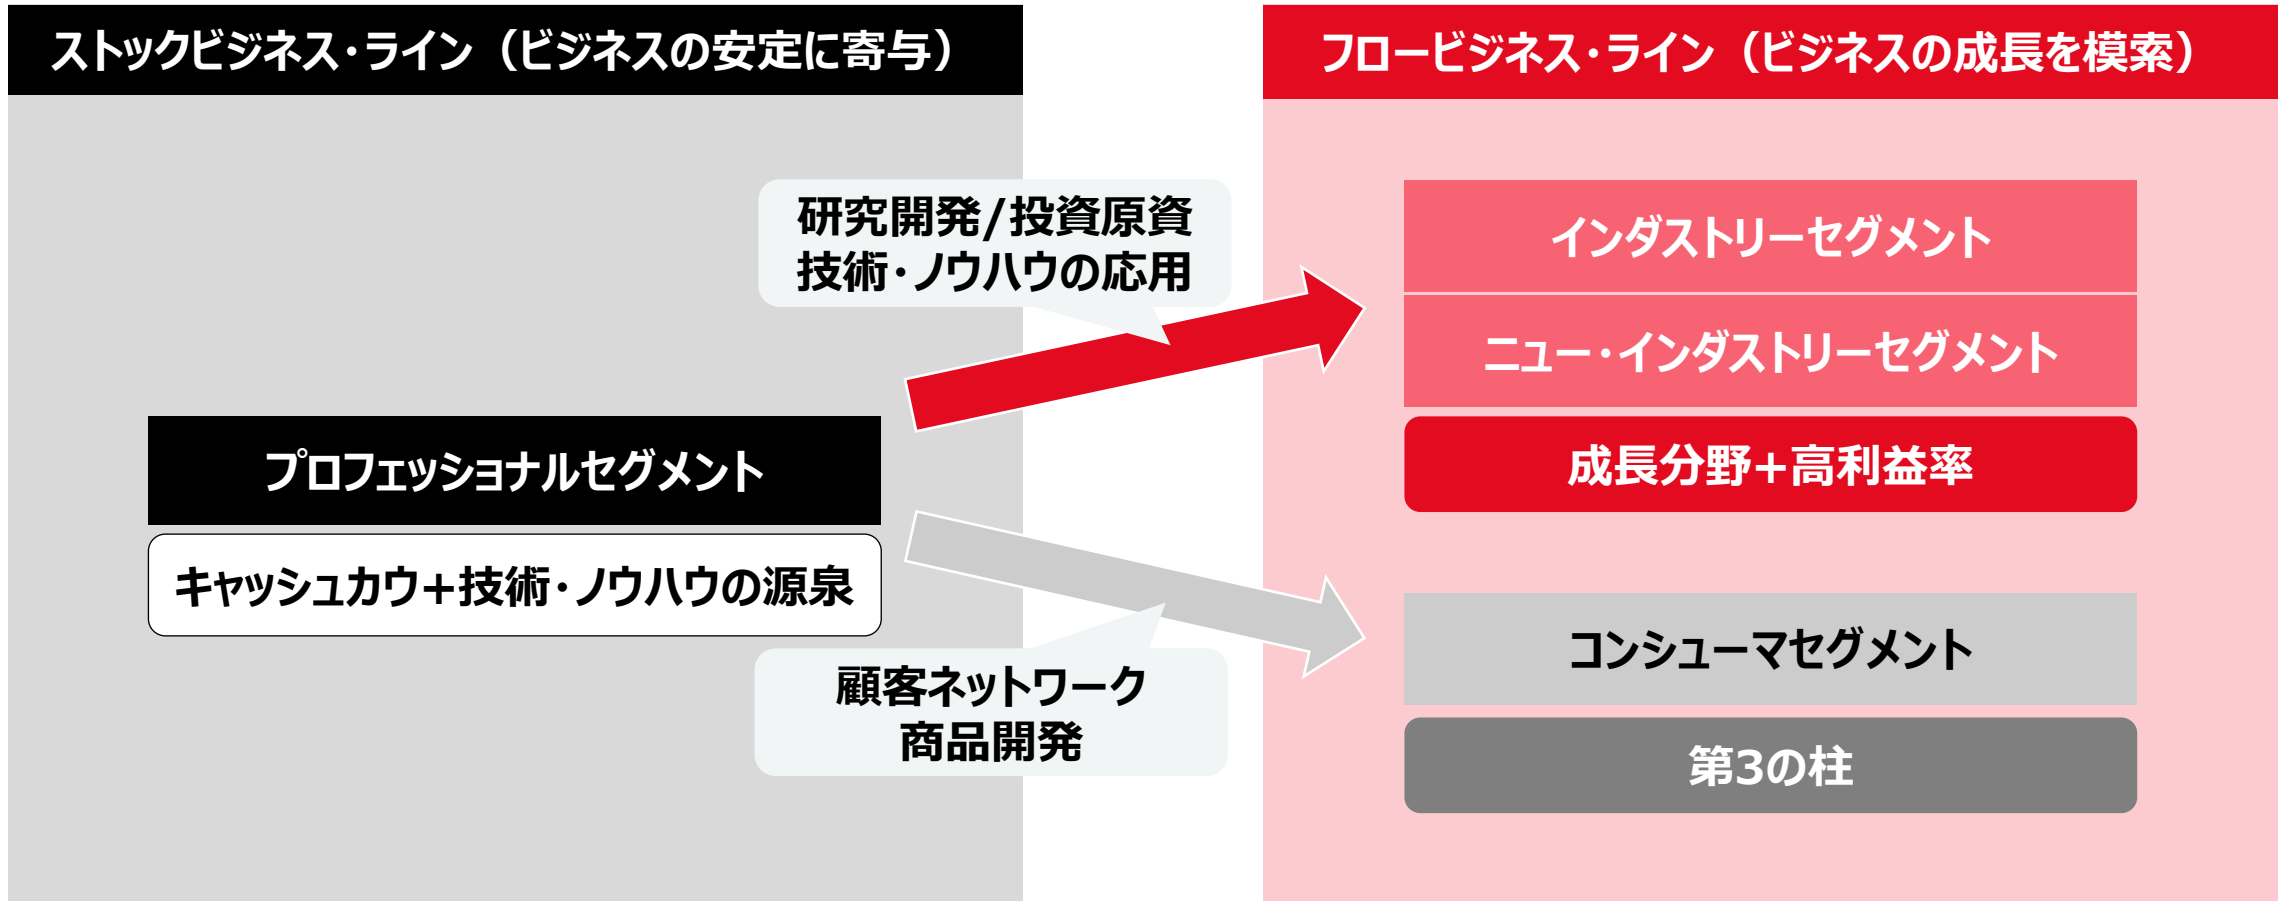 ストックビジネス・ライン（ビジネスの安定に寄与）
プロフェッショナルセグメント
キャッシュカウ+技術・ノウハウの源泉
研究開発/投資原資
技術・ノウハウの応用
顧客ネットワーク
商品開発
フロービジネス・ライン（ビジネスの成長を模索）
インダストリーセグメント
ニュー・インダストリーセグメント
成長分野+高利益率
コンシューマセグメント
第3の柱